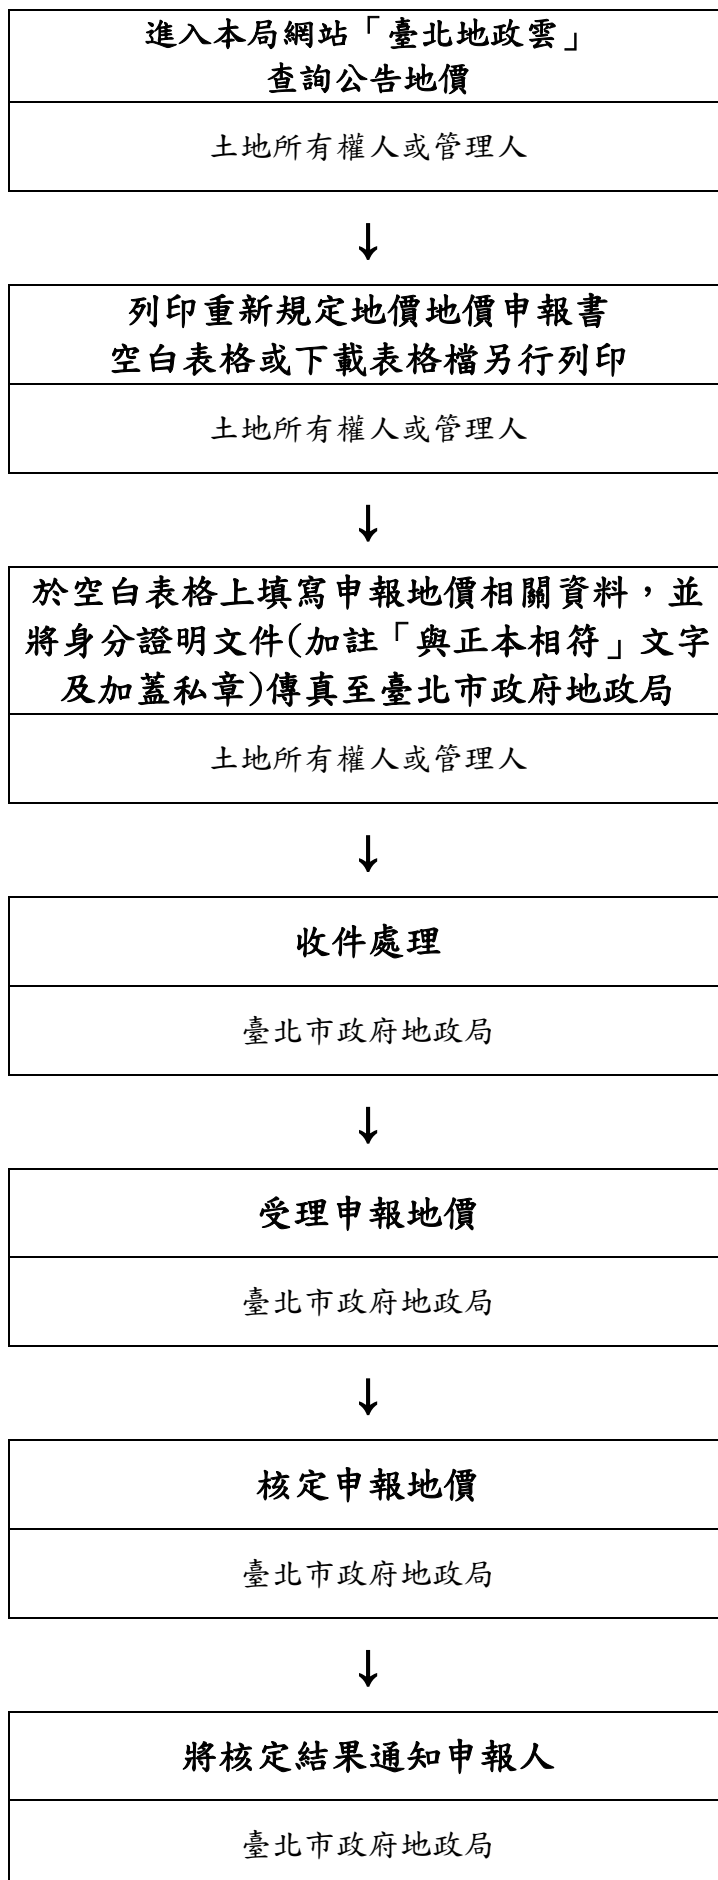 進入本局網站「臺北地政雲」
查詢公告地價
土地所有權人或管理人
↓
列印重新規定地價地價申報書
空白表格或下載表格檔另行列印
土地所有權人或管理人
↓
於空白表格上填寫申報地價相關資料，並
將身分證明文件(加註「與正本相符」文字
及加蓋私章)傳真至臺北市政府地政局
土地所有權人或管理人
↓
收件處理
臺北市政府地政局
↓
受理申報地價
臺北市政府地政局
↓
核定申報地價
臺北市政府地政局
↓
將核定結果通知申報人
臺北市政府地政局